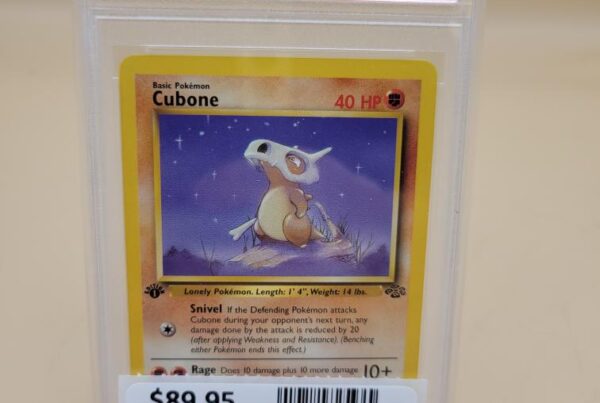 Basic Pokémon
Cubone
40 HP
EDITION
1
Lonely Pokémon. Length: 1' 4", Weight: 14 lbs.
Snivel If the Defending Pokémon attacks
Cubone during your opponent's next turn, any
damage done by the attack is reduced by 20
(after applying Weakness and Resistance). (Benching
either Pokémon ends this effect.)
Rage Does 10 damage plus 10 more damage 10+
$89.95